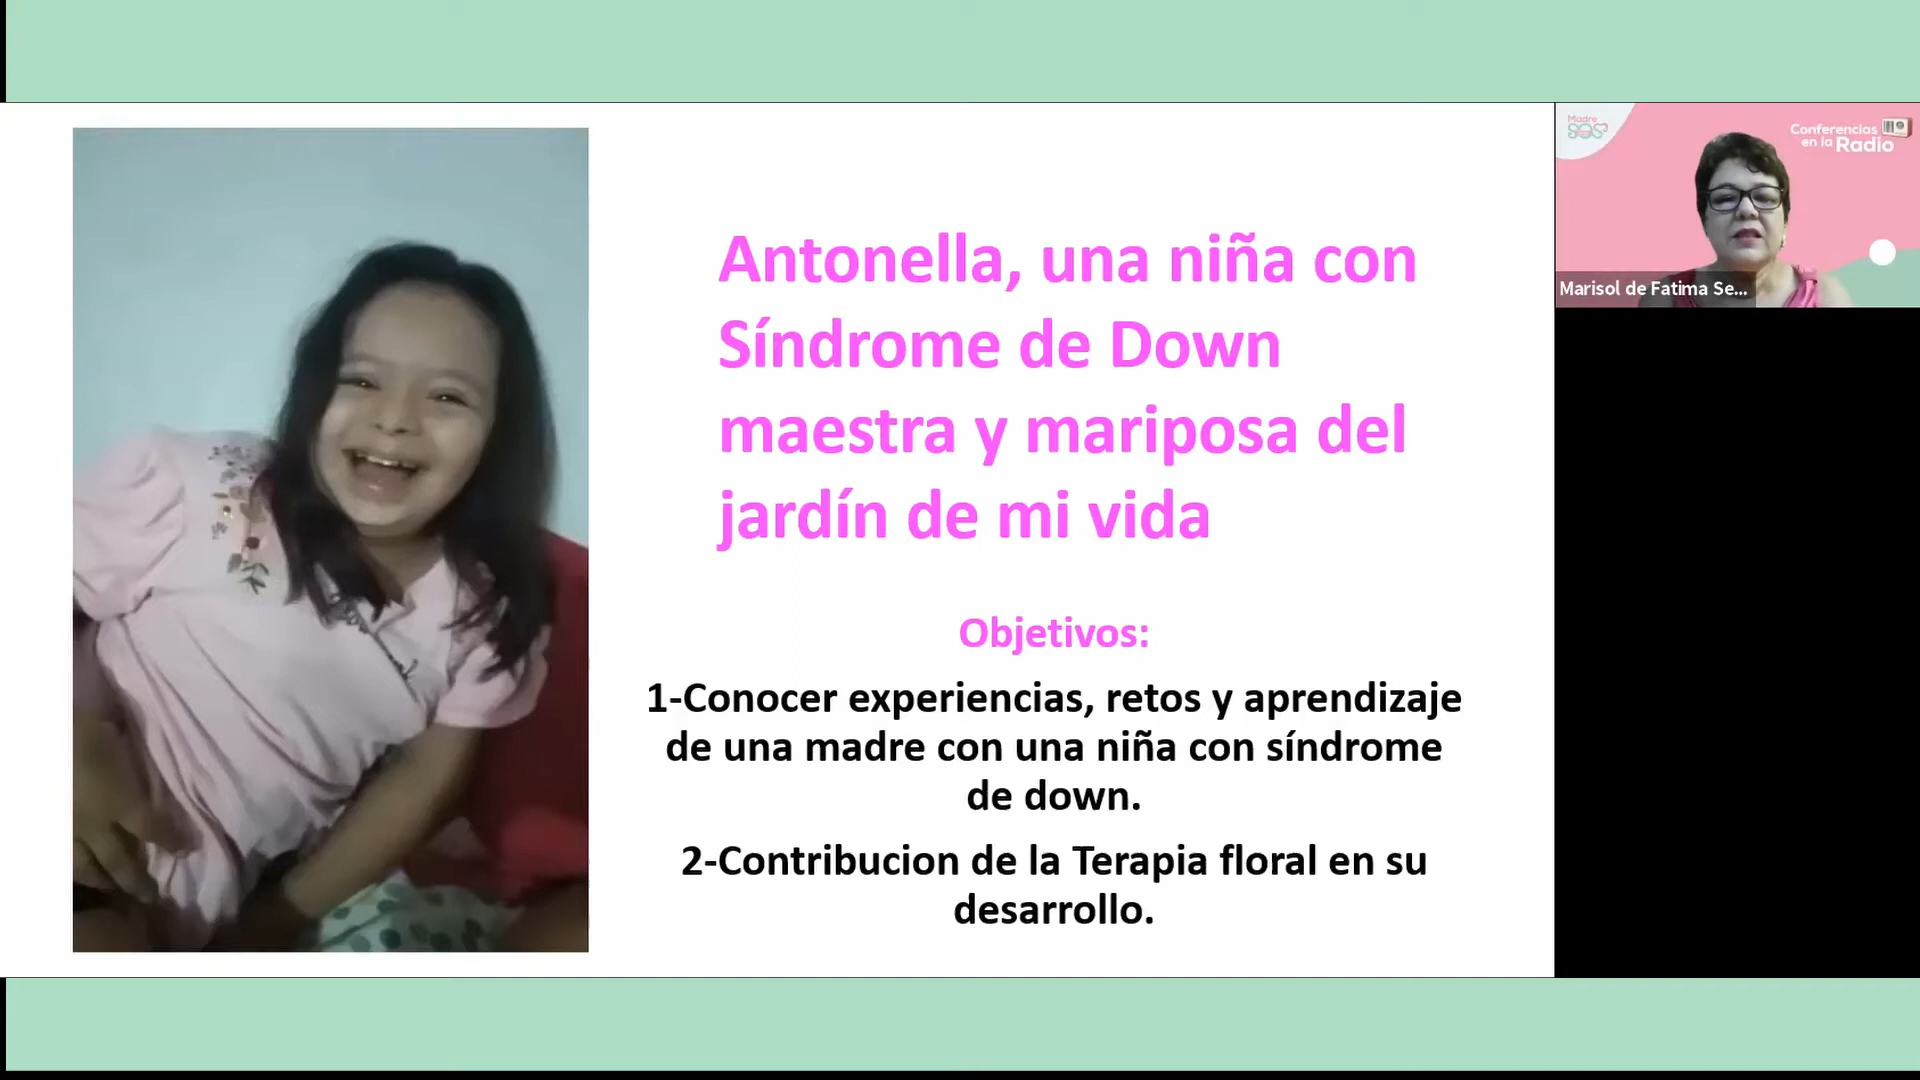 Antonella, una niña con
Síndrome de Down
maestra y mariposa del
jardín de mi vida
Objetivos:
1-Conocer experiencias, retos y aprendizaje
de una madre con una niña con síndrome
de down.
2-Contribucion de la Terapia floral en su
desarrollo.
Madre
SOS
Conferencias
en la Radio
Marisol de Fatima Se...